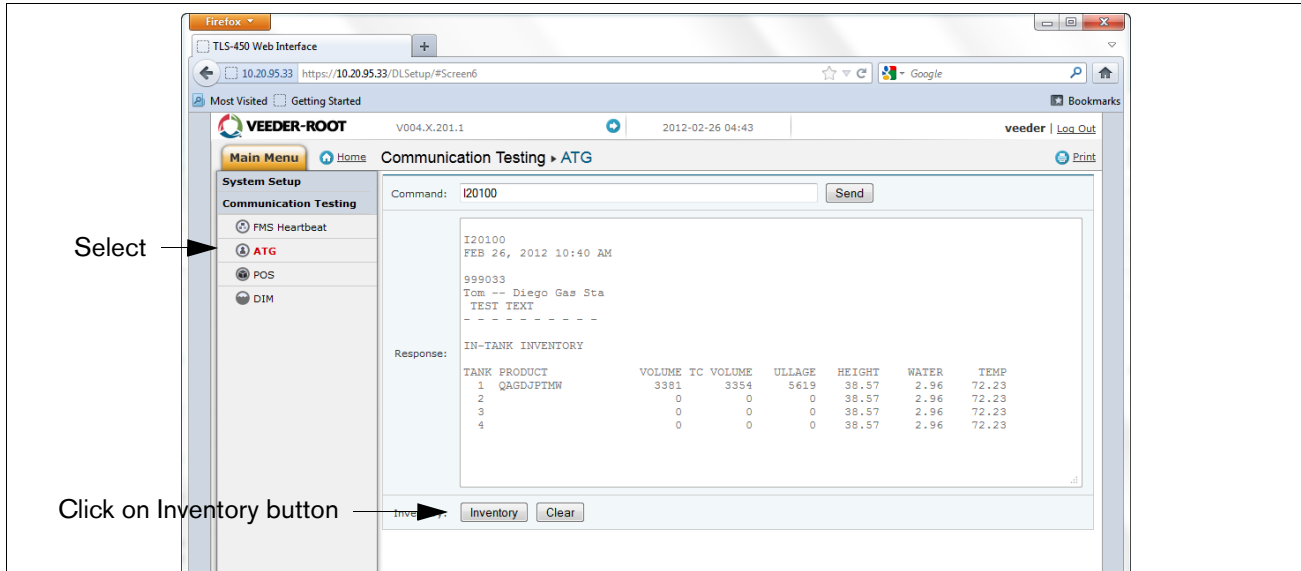 Firefox
TLS-450 Web Interface
+
10.20.95.33 https://10.20.95.33/DLSetup/#Screen6
Google
Most Visited Getting Started
Bookmarks
VEEDER-ROOT V004.X.201.1 2012-02-26 04:43 veeder | Log Out
Main Menu Home Communication Testing ▸ ATG Print
System Setup
Communication Testing
FMS Heartbeat
ATG
POS
DIM
Select
Command: I20100 Send
Response:
I20100
FEB 26, 2012 10:40 AM
999033
Tom -- Diego Gas Sta
TEST TEXT
- - - - - - - - - -
IN-TANK INVENTORY
TANK PRODUCT VOLUME TC VOLUME ULLAGE HEIGHT WATER TEMP
1 QAGDJPTMW 3381 3354 5619 38.57 2.96 72.23
2 0 0 0 38.57 2.96 72.23
3 0 0 0 38.57 2.96 72.23
4 0 0 0 38.57 2.96 72.23
Click on Inventory button
Inventory: Inventory Clear